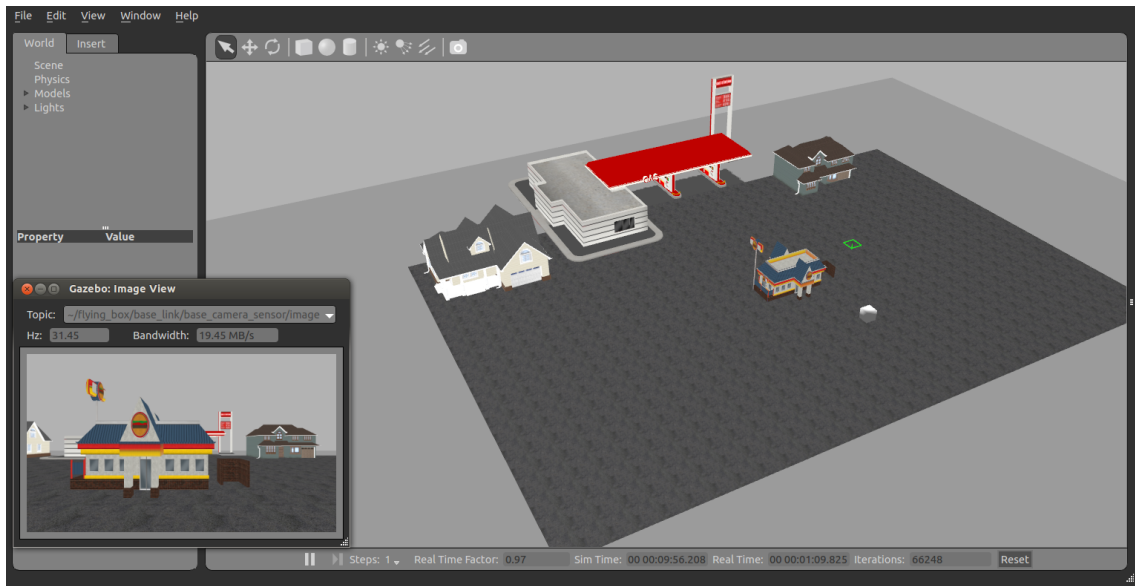 File Edit View Window Help
World Insert
Scene
Physics
Models
Lights
Property Value
Gazebo: Image View
Topic: ~/flying_box/base_link/base_camera_sensor/image
Hz: 31.45 Bandwidth: 19.45 MB/s
GAS
Steps: 1 Real Time Factor: 0.97 Sim Time: 00 00:09:56.208 Real Time: 00 00:01:09.825 Iterations: 66248 Reset